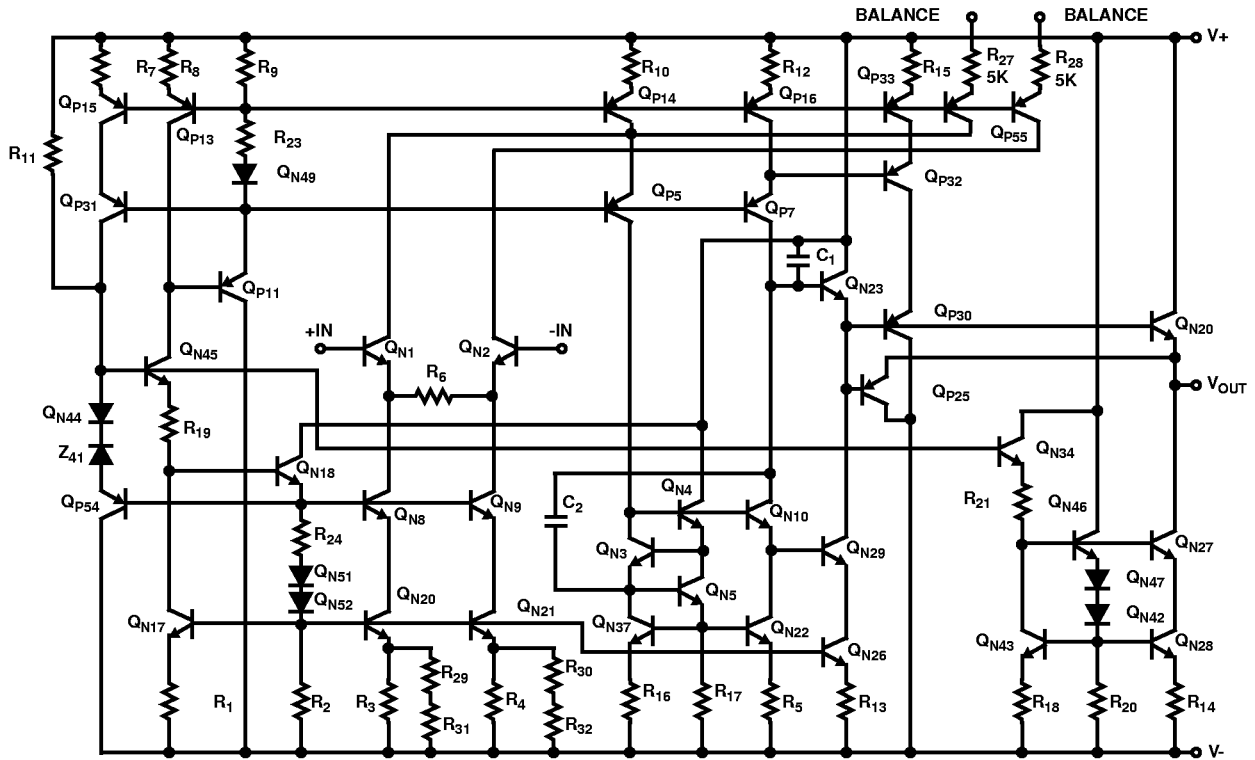 BALANCE BALANCE
V+
R7 R8 R9 R10 R12 QP33 R15 R27 5K R28 5K
QP15 QP13 QP14 QP16 QP55
R11 R23
QN49 QP32
QP31 QP5 QP7
C1
QP11 QN23
+IN -IN QP30 QN20
QN45 QN1 QN2
R6 QP25 VOUT
QN44 R19
Z41 QN18 QN34
QP54 QN8 QN9 C2 QN4 QN10 R21 QN46
R24 QN3 QN29 QN27
QN51 QN5 QN47
QN52 QN20 QN21 QN42
QN17 QN37 QN22 QN26 QN43 QN28
R29 R30
R1 R2 R3 R4 R16 R17 R5 R13 R18 R20 R14
R31 R32
V-